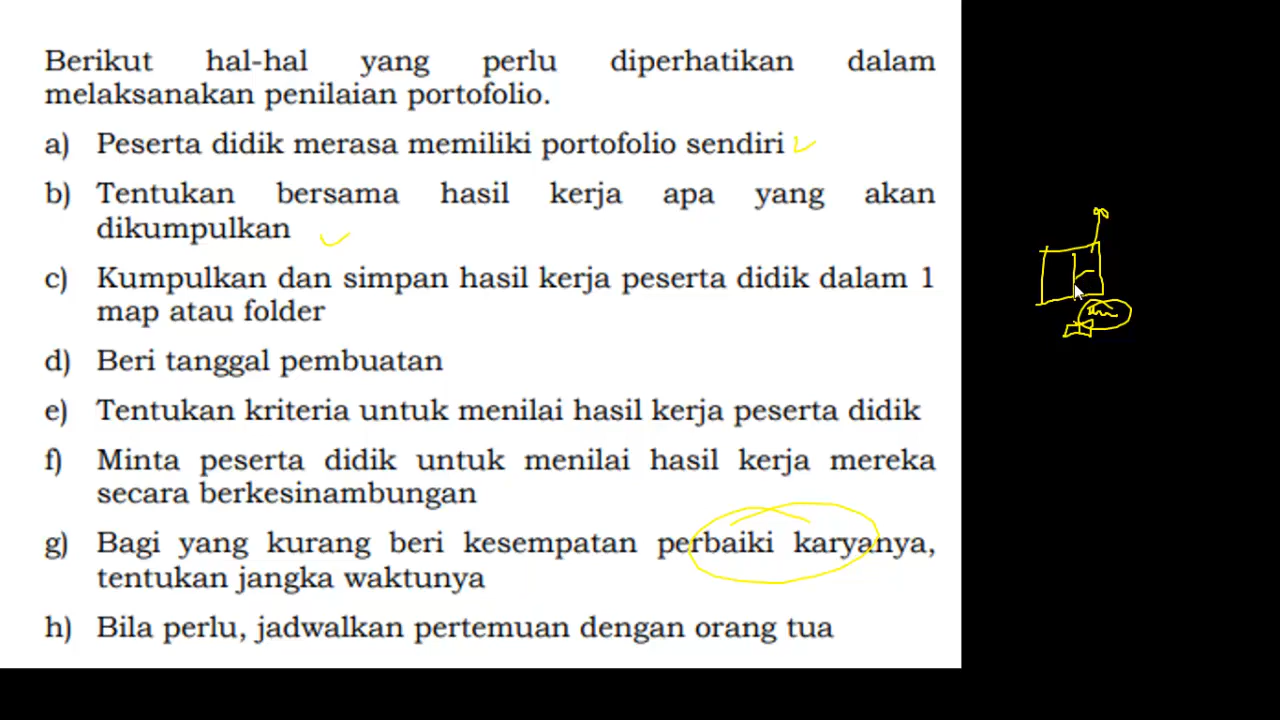 Berikut hal-hal yang perlu diperhatikan dalam
melaksanakan penilaian portofolio.
a) Peserta didik merasa memiliki portofolio sendiri
b) Tentukan bersama hasil kerja apa yang akan
dikumpulkan
c) Kumpulkan dan simpan hasil kerja peserta didik dalam 1
map atau folder
d) Beri tanggal pembuatan
e) Tentukan kriteria untuk menilai hasil kerja peserta didik
f) Minta peserta didik untuk menilai hasil kerja mereka
secara berkesinambungan
g) Bagi yang kurang beri kesempatan perbaiki karyanya,
tentukan jangka waktunya
h) Bila perlu, jadwalkan pertemuan dengan orang tua